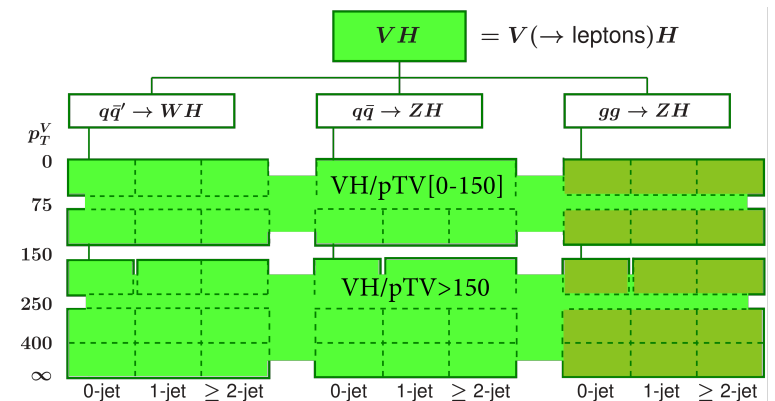 VH = V(→ leptons)H
qq̄′ → WH qq̄ → ZH gg → ZH
p_T^V
0
VH/pTV[0-150]
75
150
VH/pTV>150
250
400
∞
0-jet 1-jet ≥ 2-jet 0-jet 1-jet ≥ 2-jet 0-jet 1-jet ≥ 2-jet